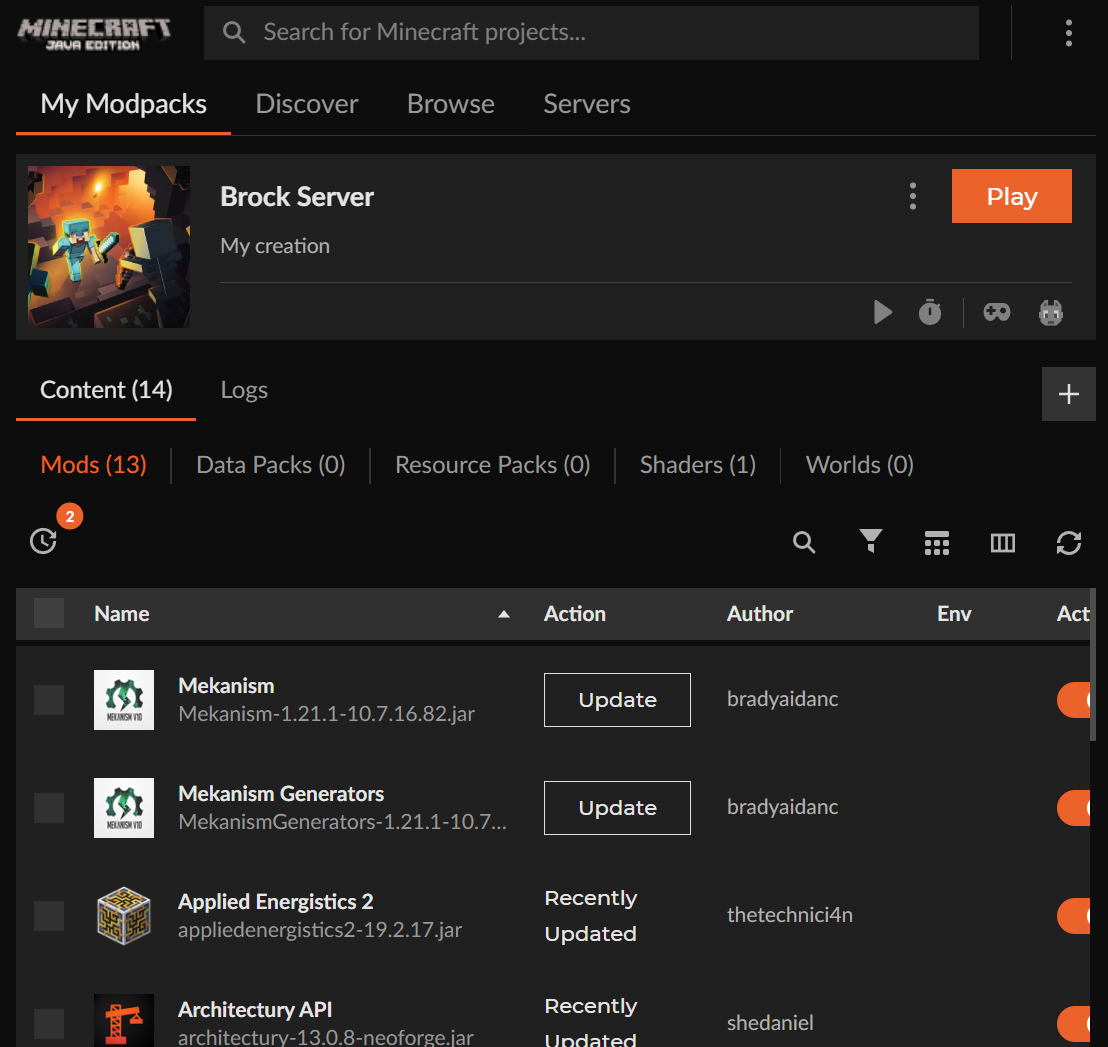 MINECRAFT
JAVA EDITION
Search for Minecraft projects...
My Modpacks Discover Browse Servers
Brock Server
Play
My creation
Content (14) Logs
Mods (13) Data Packs (0) Resource Packs (0) Shaders (1) Worlds (0)
2
Name Action Author Env Act
Mekanism
Mekanism-1.21.1-10.7.16.82.jar
Update
bradyaidanc
MEKANISM V10
Mekanism Generators
MekanismGenerators-1.21.1-10.7...
Update
bradyaidanc
MEKANISM V10
Applied Energistics 2
appliedenergistics2-19.2.17.jar
Recently
Updated
thetechnici4n
Architectury API
architectury-13.0.8-neoforge.jar
Recently
Updated
shedaniel